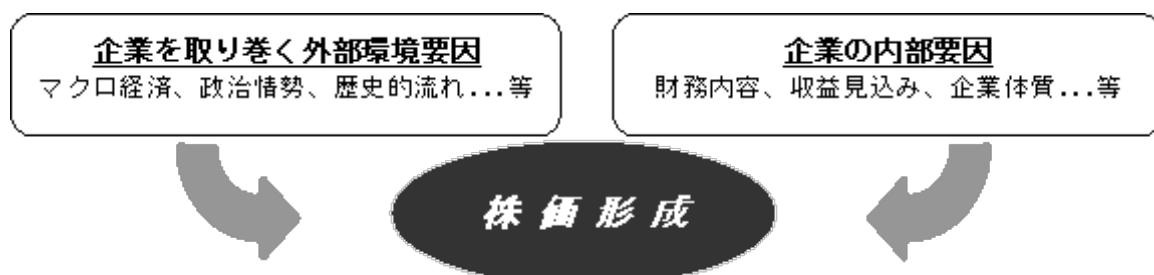 企業を取り巻く外部環境要因
マクロ経済、政治情勢、歴史的流れ...等
企業の内部要因
財務内容、収益見込み、企業体質...等
株価形成